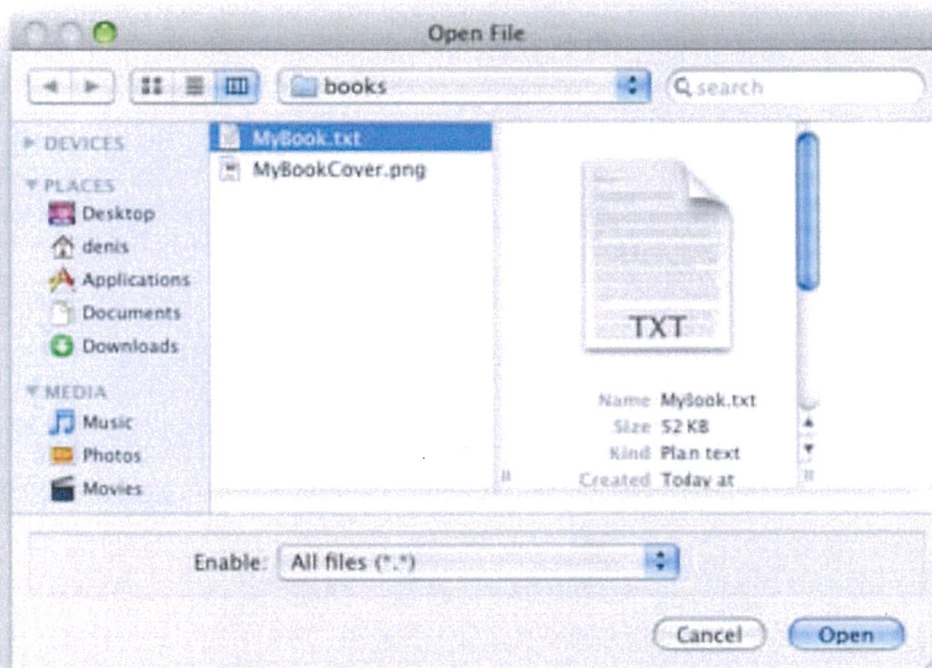 Open File
books
search
DEVICES
PLACES
Desktop
denis
Applications
Documents
Downloads
MEDIA
Music
Photos
Movies
MyBook.txt
MyBookCover.png
TXT
Name MyBook.txt
Size 52 KB
Kind Plan text
Created Today at
Enable: All files (*.*)
Cancel
Open